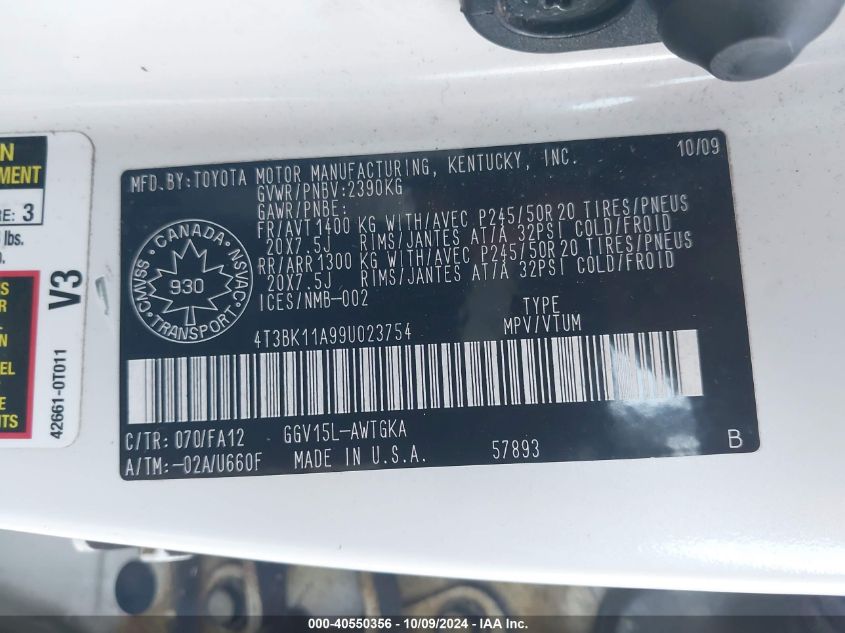 N
MENT
RE: 3
lbs.
V3
42661-0T011
EL
E
TS
10/09
MFD.BY:TOYOTA MOTOR MANUFACTURING, KENTUCKY, INC.
GVWR/PNBV:2390KG
GAWR/PNBE:
FR/AVT1400 KG WITH/AVEC P245/50R20 TIRES/PNEUS
20X7.5J RIMS/JANTES AT/À 32PSI COLD/FROID
RR/ARR1300 KG WITH/AVEC P245/50R20 TIRES/PNEUS
20X7.5J RIMS/JANTES AT/À 32PSI COLD/FROID
ICES/NMB-002
CANADA
CMVSS
NSVAC
930
TRANSPORT
TYPE
4T3BK11A99U023754 MPV/VTUM
C/TR: 070/FA12 GGV15L-AWTGKA
A/TM:-02A/U660F MADE IN U.S.A. 57893 B
000-40550356 - 10/09/2024 - IAA Inc.